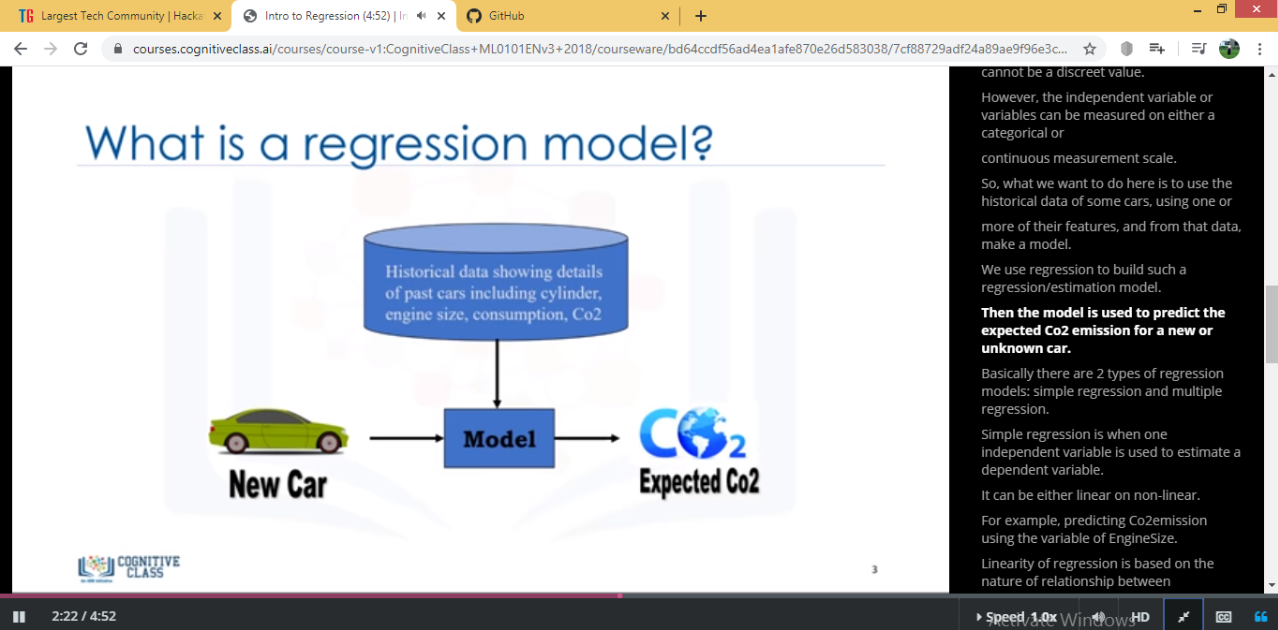 TG Largest Tech Community | Hacka
Intro to Regression (4:52) | In
GitHub
courses.cognitiveclass.ai/courses/course-v1:CognitiveClass+ML0101ENv3+2018/courseware/bd64ccdf56ad4ea1afe870e26d583038/7cf88729adf24a89ae9f96e3c...
What is a regression model?
Historical data showing details
of past cars including cylinder,
engine size, consumption, Co2
Model
New Car
CO2
Expected Co2
COGNITIVE
CLASS
3
cannot be a discreet value.
However, the independent variable or
variables can be measured on either a
categorical or
continuous measurement scale.
So, what we want to do here is to use the
historical data of some cars, using one or
more of their features, and from that data,
make a model.
We use regression to build such a
regression/estimation model.
Then the model is used to predict the
expected Co2 emission for a new or
unknown car.
Basically there are 2 types of regression
models: simple regression and multiple
regression.
Simple regression is when one
independent variable is used to estimate a
dependent variable.
It can be either linear on non-linear.
For example, predicting Co2emission
using the variable of EngineSize.
Linearity of regression is based on the
nature of relationship between
2:22 / 4:52
Speed 1.0x
HD
CC
Activate Windows